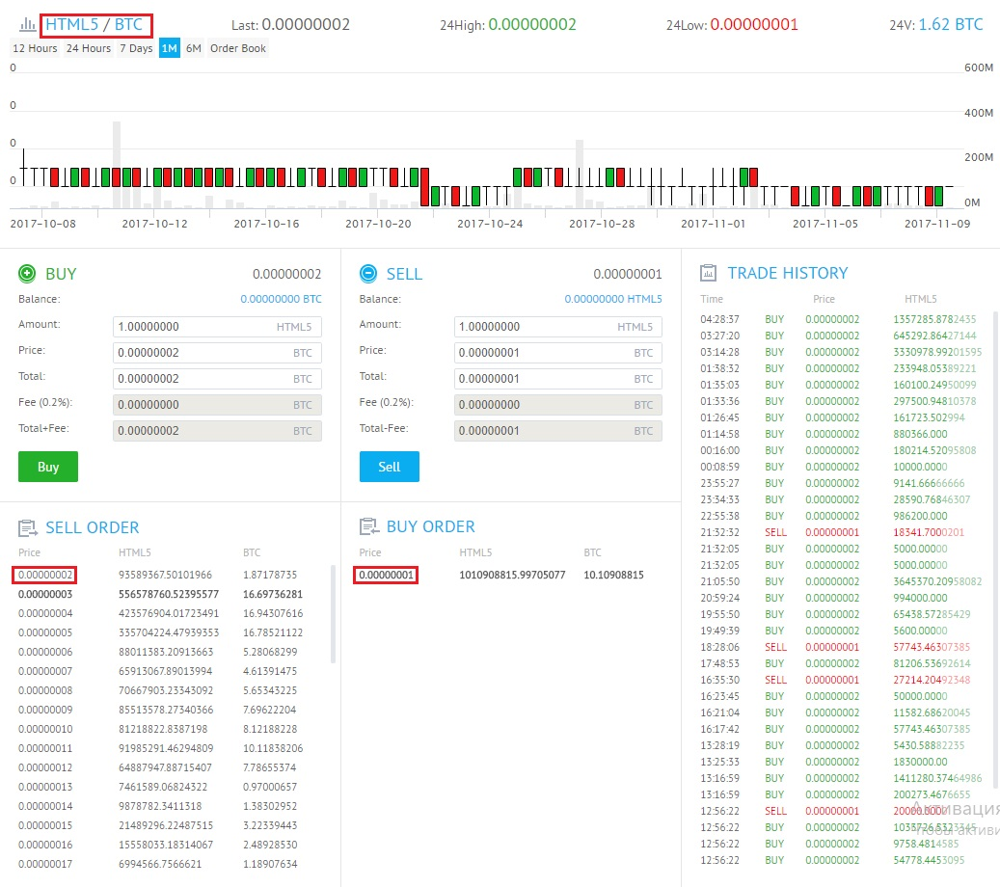 HTML5 / BTC Last: 0.00000002 24High: 0.00000002 24Low: 0.00000001 24V: 1.62 BTC
12 Hours 24 Hours 7 Days 1M 6M Order Book
0 600M
0 400M
0 200M
0 0M
2017-10-08 2017-10-12 2017-10-16 2017-10-20 2017-10-24 2017-10-28 2017-11-01 2017-11-05 2017-11-09
BUY 0.00000002
Balance: 0.00000000 BTC
Amount: 1.00000000 HTML5
Price: 0.00000002 BTC
Total: 0.00000002 BTC
Fee (0.2%): 0.00000000 BTC
Total+Fee: 0.00000002 BTC
Buy
SELL 0.00000001
Balance: 0.00000000 HTML5
Amount: 1.00000000 HTML5
Price: 0.00000001 BTC
Total: 0.00000001 BTC
Fee (0.2%): 0.00000000 BTC
Total-Fee: 0.00000001 BTC
Sell
SELL ORDER
Price HTML5 BTC
0.00000002 93589367.50101966 1.87178735
0.00000003 556578760.52395577 16.69736281
0.00000004 423576904.01723491 16.94307616
0.00000005 335704224.47939353 16.78521122
0.00000006 88011383.20913663 5.28068299
0.00000007 65913067.89013994 4.61391475
0.00000008 70667903.23343092 5.65343225
0.00000009 85513578.27340366 7.69622204
0.00000010 81218822.8387198 8.12188228
0.00000011 91985291.46294809 10.11838206
0.00000012 64887947.88715407 7.78655374
0.00000013 7461589.06824322 0.97000657
0.00000014 9878782.3411318 1.38302952
0.00000015 21489296.22487515 3.22339443
0.00000016 15558033.18314067 2.48928530
0.00000017 6994566.7566621 1.18907634
BUY ORDER
Price HTML5 BTC
0.00000001 1010908815.99705077 10.10908815
TRADE HISTORY
Time Price HTML5
04:28:37 BUY 0.00000002 1357285.8782435
03:27:20 BUY 0.00000002 645292.86427144
03:14:28 BUY 0.00000002 3330978.99201595
01:38:32 BUY 0.00000002 233948.05389221
01:35:03 BUY 0.00000002 160100.24950099
01:33:36 BUY 0.00000002 297500.94810378
01:26:45 BUY 0.00000002 161723.502994
01:14:58 BUY 0.00000002 880366.000
00:16:00 BUY 0.00000002 180214.52095808
00:08:59 BUY 0.00000002 10000.0000
23:55:27 BUY 0.00000002 9141.66666666
23:34:33 BUY 0.00000002 28590.76846307
22:55:38 BUY 0.00000002 986200.000
21:32:32 SELL 0.00000001 18341.7000201
21:32:05 BUY 0.00000002 5000.00000
21:32:05 BUY 0.00000002 5000.00000
21:05:50 BUY 0.00000002 3645370.20958082
20:59:24 BUY 0.00000002 994000.000
19:55:50 BUY 0.00000002 65438.57285429
19:49:39 BUY 0.00000002 5600.00000
18:28:06 SELL 0.00000001 57743.46307385
17:48:53 BUY 0.00000002 81206.53692614
16:35:30 SELL 0.00000001 27214.20492348
16:23:45 BUY 0.00000002 50000.0000
16:21:04 BUY 0.00000002 11582.68620045
16:17:42 BUY 0.00000002 57743.46307385
13:28:19 BUY 0.00000002 5430.58882235
13:25:33 BUY 0.00000002 1830000.00
13:16:59 BUY 0.00000002 1411280.37464986
13:16:59 BUY 0.00000002 200273.4676655
12:56:22 SELL 0.00000001 20000.0000
12:56:22 BUY 0.00000002
12:56:22 BUY 0.00000002 9758.4814585
12:56:22 BUY 0.00000002 54778.4453095
Активация
Чтобы активи